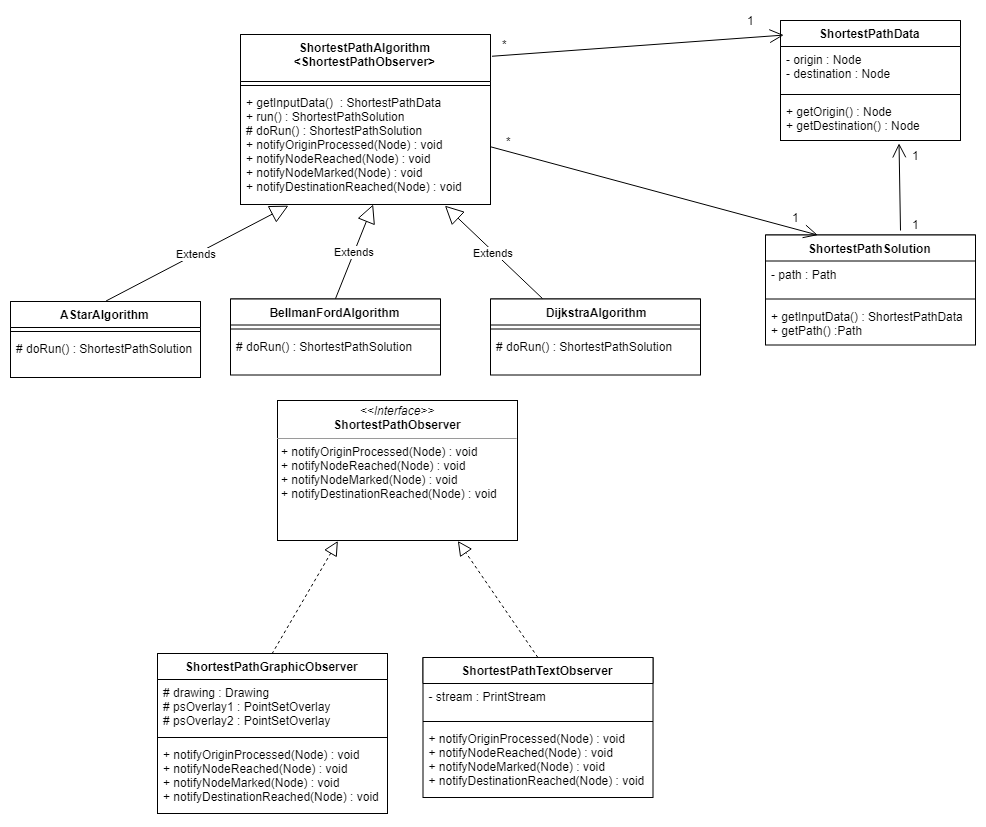 ShortestPathAlgorithm
<ShortestPathObserver>
+ getInputData() : ShortestPathData
+ run() : ShortestPathSolution
# doRun() : ShortestPathSolution
+ notifyOriginProcessed(Node) : void
+ notifyNodeReached(Node) : void
+ notifyNodeMarked(Node) : void
+ notifyDestinationReached(Node) : void
*
1
ShortestPathData
- origin : Node
- destination : Node
+ getOrigin() : Node
+ getDestination() : Node
*
1
1
1
ShortestPathSolution
- path : Path
+ getInputData() : ShortestPathData
+ getPath() :Path
Extends
Extends
Extends
AStarAlgorithm
# doRun() : ShortestPathSolution
BellmanFordAlgorithm
# doRun() : ShortestPathSolution
DijkstraAlgorithm
# doRun() : ShortestPathSolution
<<Interface>>
ShortestPathObserver
+ notifyOriginProcessed(Node) : void
+ notifyNodeReached(Node) : void
+ notifyNodeMarked(Node) : void
+ notifyDestinationReached(Node) : void
ShortestPathGraphicObserver
# drawing : Drawing
# psOverlay1 : PointSetOverlay
# psOverlay2 : PointSetOverlay
+ notifyOriginProcessed(Node) : void
+ notifyNodeReached(Node) : void
+ notifyNodeMarked(Node) : void
+ notifyDestinationReached(Node) : void
ShortestPathTextObserver
- stream : PrintStream
+ notifyOriginProcessed(Node) : void
+ notifyNodeReached(Node) : void
+ notifyNodeMarked(Node) : void
+ notifyDestinationReached(Node) : void